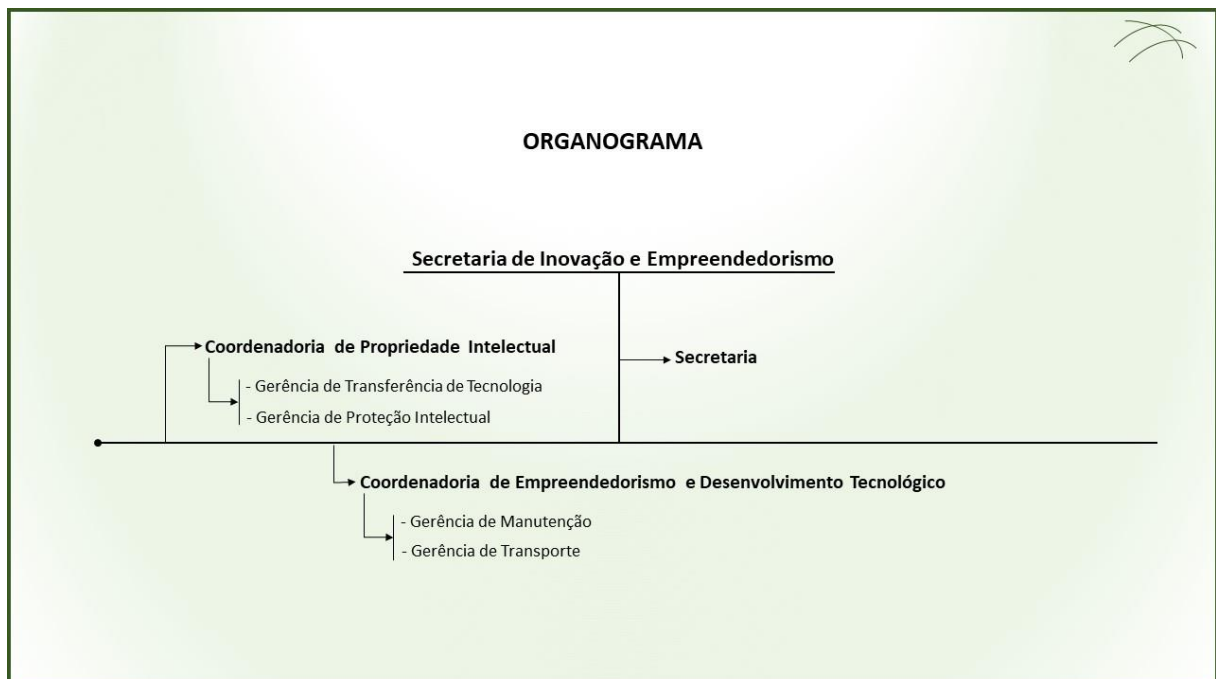 ORGANOGRAMA
Secretaria de Inovação e Empreendedorismo
Coordenadoria de Propriedade Intelectual
- Gerência de Transferência de Tecnologia
- Gerência de Proteção Intelectual
Secretaria
Coordenadoria de Empreendedorismo e Desenvolvimento Tecnológico
- Gerência de Manutenção
- Gerência de Transporte